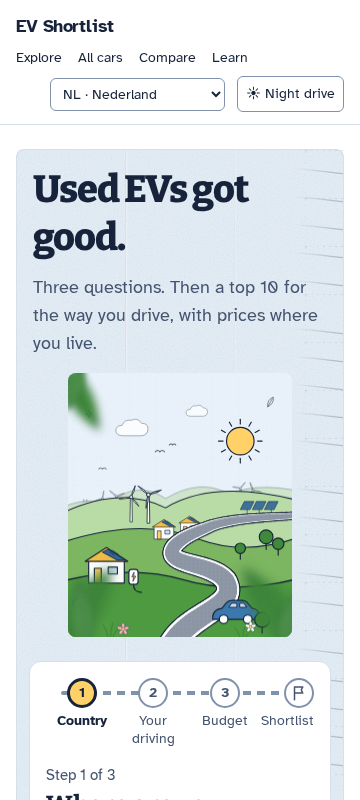 EV Shortlist
Explore All cars Compare Learn
NL · Nederland
Night drive
Used EVs got
good.
Three questions. Then a top 10 for
the way you drive, with prices where
you live.
1 2 3
Country Your driving Budget Shortlist
Step 1 of 3